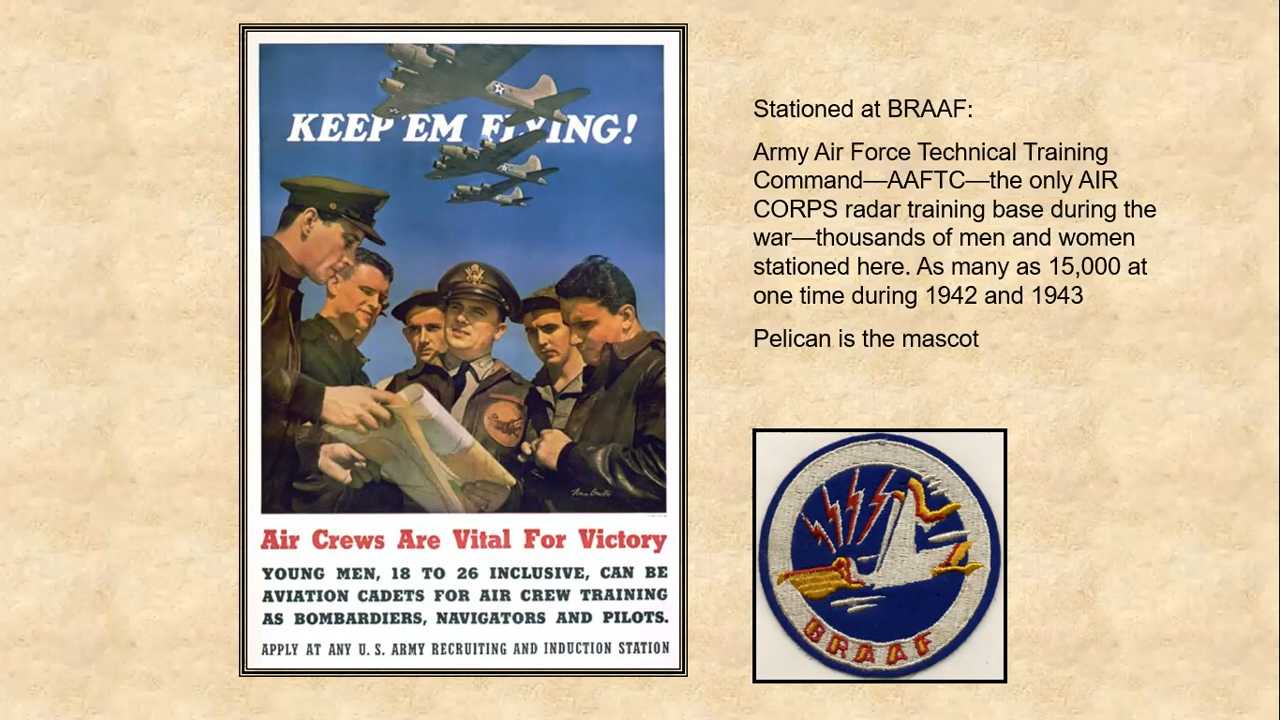 KEEP 'EM FLYING!
Air Crews Are Vital For Victory
YOUNG MEN, 18 TO 26 INCLUSIVE, CAN BE
AVIATION CADETS FOR AIR CREW TRAINING
AS BOMBARDIERS, NAVIGATORS AND PILOTS.
APPLY AT ANY U. S. ARMY RECRUITING AND INDUCTION STATION
Stationed at BRAAF:
Army Air Force Technical Training
Command—AAFTC—the only AIR
CORPS radar training base during the
war—thousands of men and women
stationed here. As many as 15,000 at
one time during 1942 and 1943
Pelican is the mascot
BRAAF